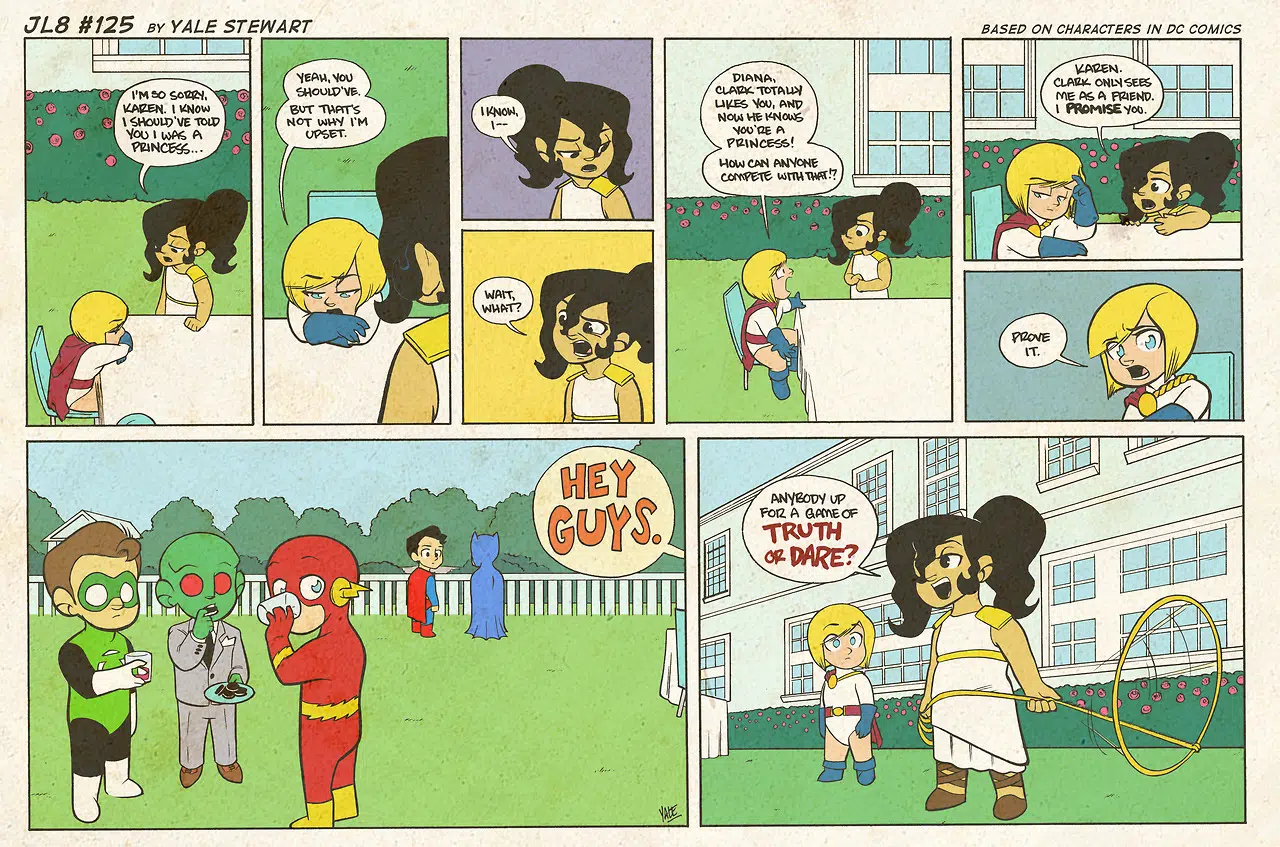 JL8 #125 BY YALE STEWART
BASED ON CHARACTERS IN DC COMICS
I'M SO SORRY,
KAREN. I KNOW
I SHOULD'VE TOLD
YOU I WAS A
PRINCESS...
YEAH, YOU
SHOULD'VE.
BUT THAT'S
NOT WHY I'M
UPSET.
I KNOW,
I--
WAIT,
WHAT?
DIANA,
CLARK TOTALLY
LIKES YOU, AND
NOW HE KNOWS
YOU'RE A
PRINCESS!
HOW CAN ANYONE
COMPETE WITH THAT!?
KAREN.
CLARK ONLY SEES
ME AS A FRIEND.
I PROMISE YOU.
PROVE
IT.
HEY
GUYS.
YALE
ANYBODY UP
FOR A GAME OF
TRUTH
OR DARE?